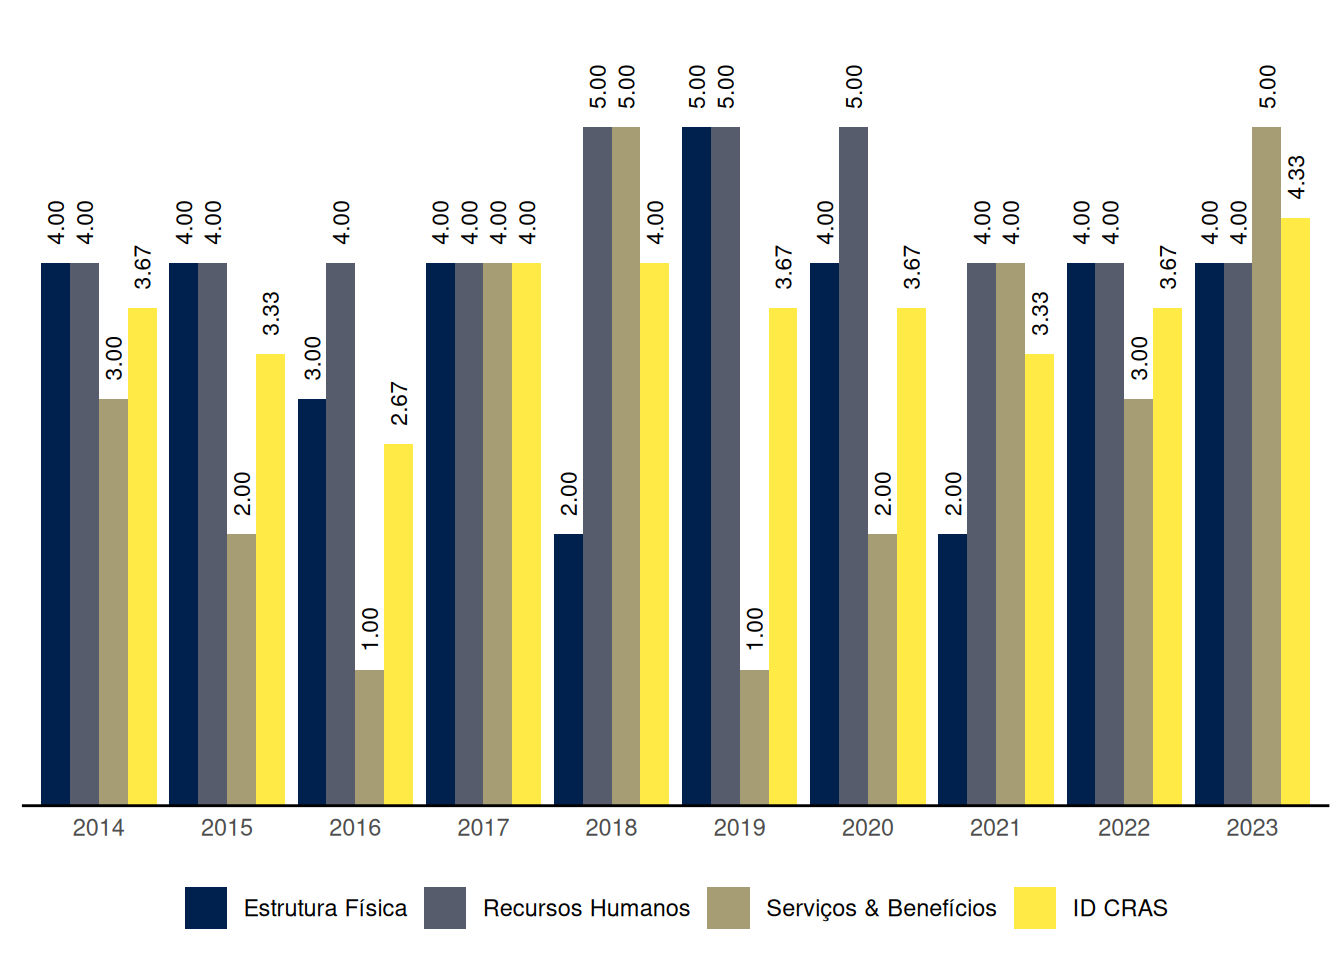 5.00 5.00 5.00 5.00 5.00 5.00
4.33
4.00 4.00 4.00 4.00 4.00 4.00 4.00 4.00 4.00 4.00 4.00 4.00 4.00 4.00 4.00 4.00 4.00
3.67 3.67 3.67 3.67
3.33 3.33
3.00 3.00 3.00
2.67
2.00 2.00 2.00 2.00
1.00 1.00
2014 2015 2016 2017 2018 2019 2020 2021 2022 2023
Estrutura Física Recursos Humanos Serviços & Benefícios ID CRAS